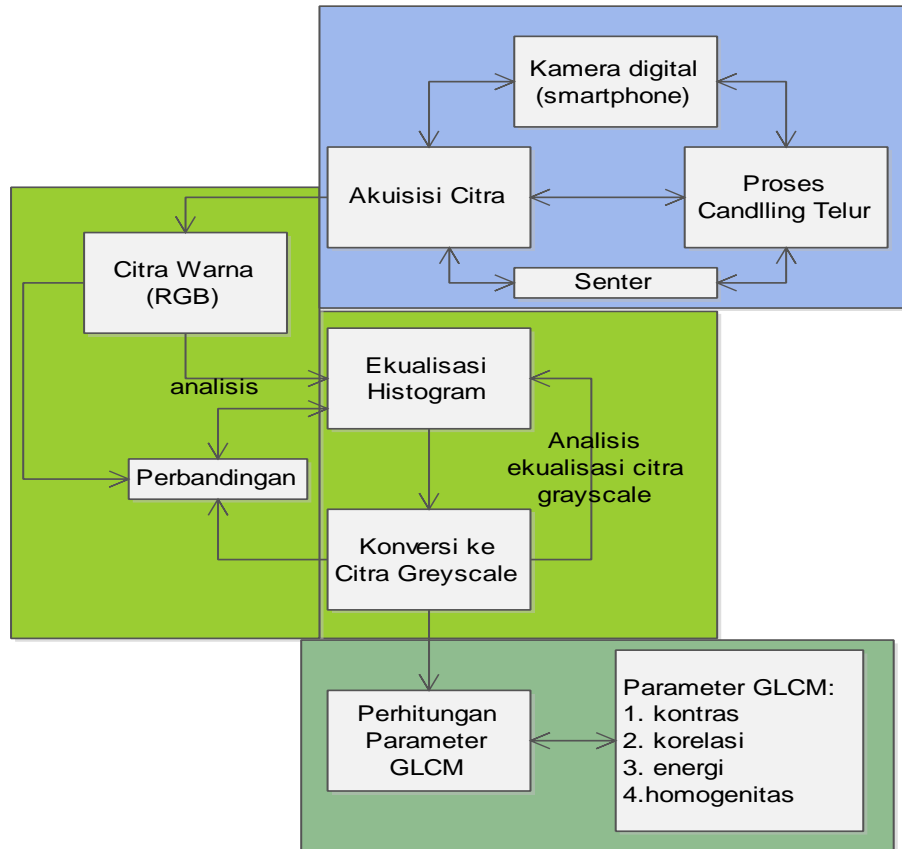 Kamera digital
(smartphone)
Akuisisi Citra
Proses
Candlling Telur
Senter
Citra Warna
(RGB)
analisis
Ekualisasi
Histogram
Analisis
ekualisasi citra
grayscale
Perbandingan
Konversi ke
Citra Greyscale
Perhitungan
Parameter
GLCM
Parameter GLCM:
1. kontras
2. korelasi
3. energi
4.homogenitas